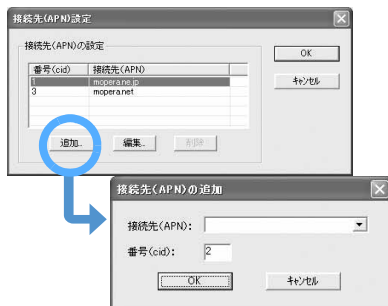 接続先(APN)設定
接続先(APN)の設定
番号(cid) 接続先(APN)
1 mopera.ne.jp
3 mopera.net
追加... 編集... 削除
OK
キャンセル
接続先(APN)の追加
接続先(APN):
番号(cid): 2
OK キャンセル